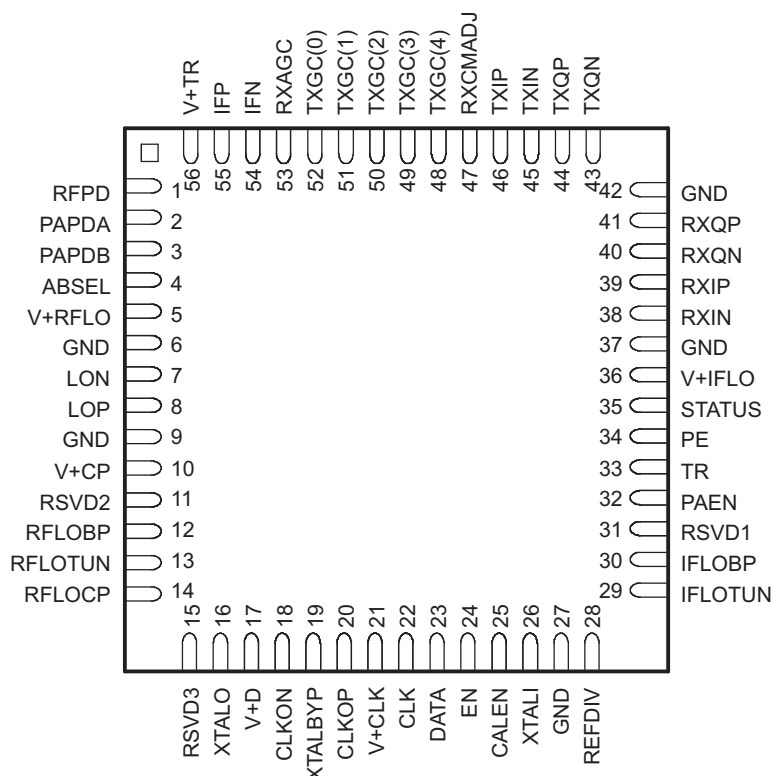 V+TR
IFP
IFN
RXAGC
TXGC(0)
TXGC(1)
TXGC(2)
TXGC(3)
TXGC(4)
RXCMADJ
TXIP
TXIN
TXQP
TXQN
56
55
54
53
52
51
50
49
48
47
46
45
44
43
RFPD 1
PAPDA 2
PAPDB 3
ABSEL 4
V+RFLO 5
GND 6
LON 7
LOP 8
GND 9
V+CP 10
RSVD2 11
RFLOBP 12
RFLOTUN 13
RFLOCP 14
42 GND
41 RXQP
40 RXQN
39 RXIP
38 RXIN
37 GND
36 V+IFLO
35 STATUS
34 PE
33 TR
32 PAEN
31 RSVD1
30 IFLOBP
29 IFLOTUN
15
16
17
18
19
20
21
22
23
24
25
26
27
28
RSVD3
XTALO
V+D
CLKON
XTALBYP
CLKOP
V+CLK
CLK
DATA
EN
CALEN
XTALI
GND
REFDIV